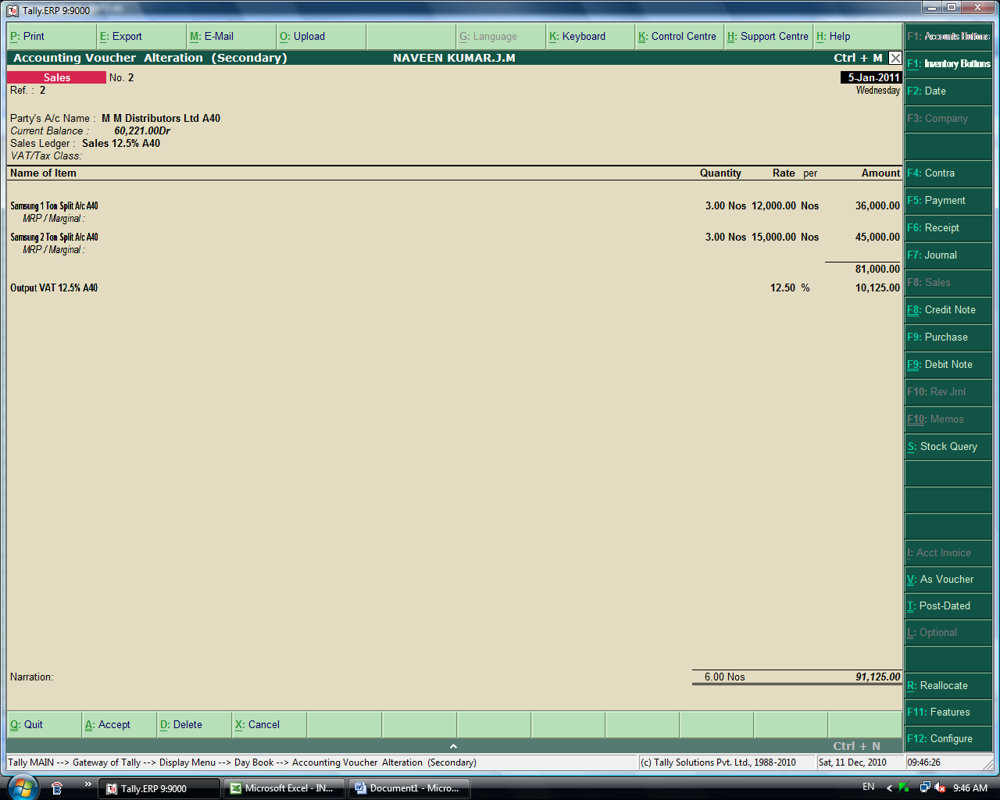 Tally.ERP 9:9000
P: Print E: Export M: E-Mail O: Upload G: Language K: Keyboard K: Control Centre H: Support Centre H: Help
F1: Accounts Buttons
Accounting Voucher Alteration (Secondary) NAVEEN KUMAR.J.M Ctrl + M
F1: Inventory Buttons
Sales No. 2 5-Jan-2011
Ref. : 2 Wednesday
F2: Date
Party's A/c Name : M M Distributors Ltd A40
F3: Company
Current Balance : 60,221.00Dr
Sales Ledger : Sales 12.5% A40
VAT/Tax Class:
Name of Item Quantity Rate per Amount
F4: Contra
Samsung 1 Ton Split A/c A40 3.00 Nos 12,000.00 Nos 36,000.00
F5: Payment
MRP / Marginal :
F6: Receipt
Samsung 2 Ton Split A/c A40 3.00 Nos 15,000.00 Nos 45,000.00
MRP / Marginal :
F7: Journal
81,000.00
F8: Sales
Output VAT 12.5% A40 12.50 % 10,125.00
F8: Credit Note
F9: Purchase
F9: Debit Note
F10: Rev Jrnl
F10: Memos
S: Stock Query
I: Acct Invoice
V: As Voucher
T: Post-Dated
L: Optional
Narration: 6.00 Nos 91,125.00
R: Reallocate
F11: Features
Q: Quit A: Accept D: Delete X: Cancel
F12: Configure
Ctrl + N
Tally MAIN --> Gateway of Tally --> Display Menu --> Day Book --> Accounting Voucher Alteration (Secondary) (c) Tally Solutions Pvt. Ltd., 1988-2010 Sat, 11 Dec, 2010 09:46:26
Tally.ERP 9:9000 Microsoft Excel - IN... Document1 - Micro... EN 9:46 AM